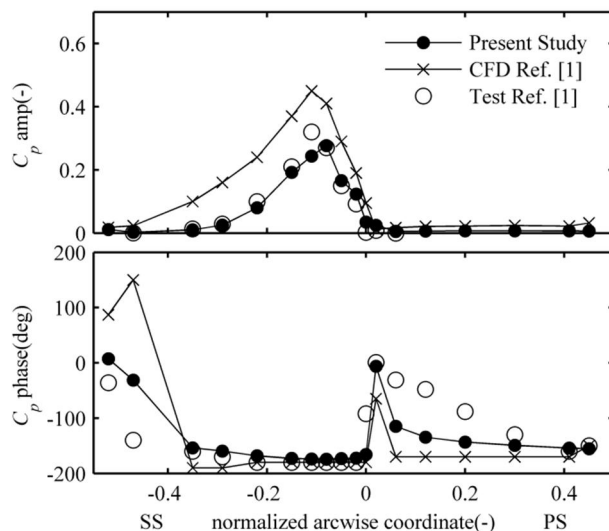 0.6
0.4
0.2
0
C_p amp(-)
Present Study
CFD Ref. [1]
Test Ref. [1]
200
100
0
-100
-200
C_p phase(deg)
-0.4 -0.2 0 0.2 0.4
SS normalized arcwise coordinate(-) PS